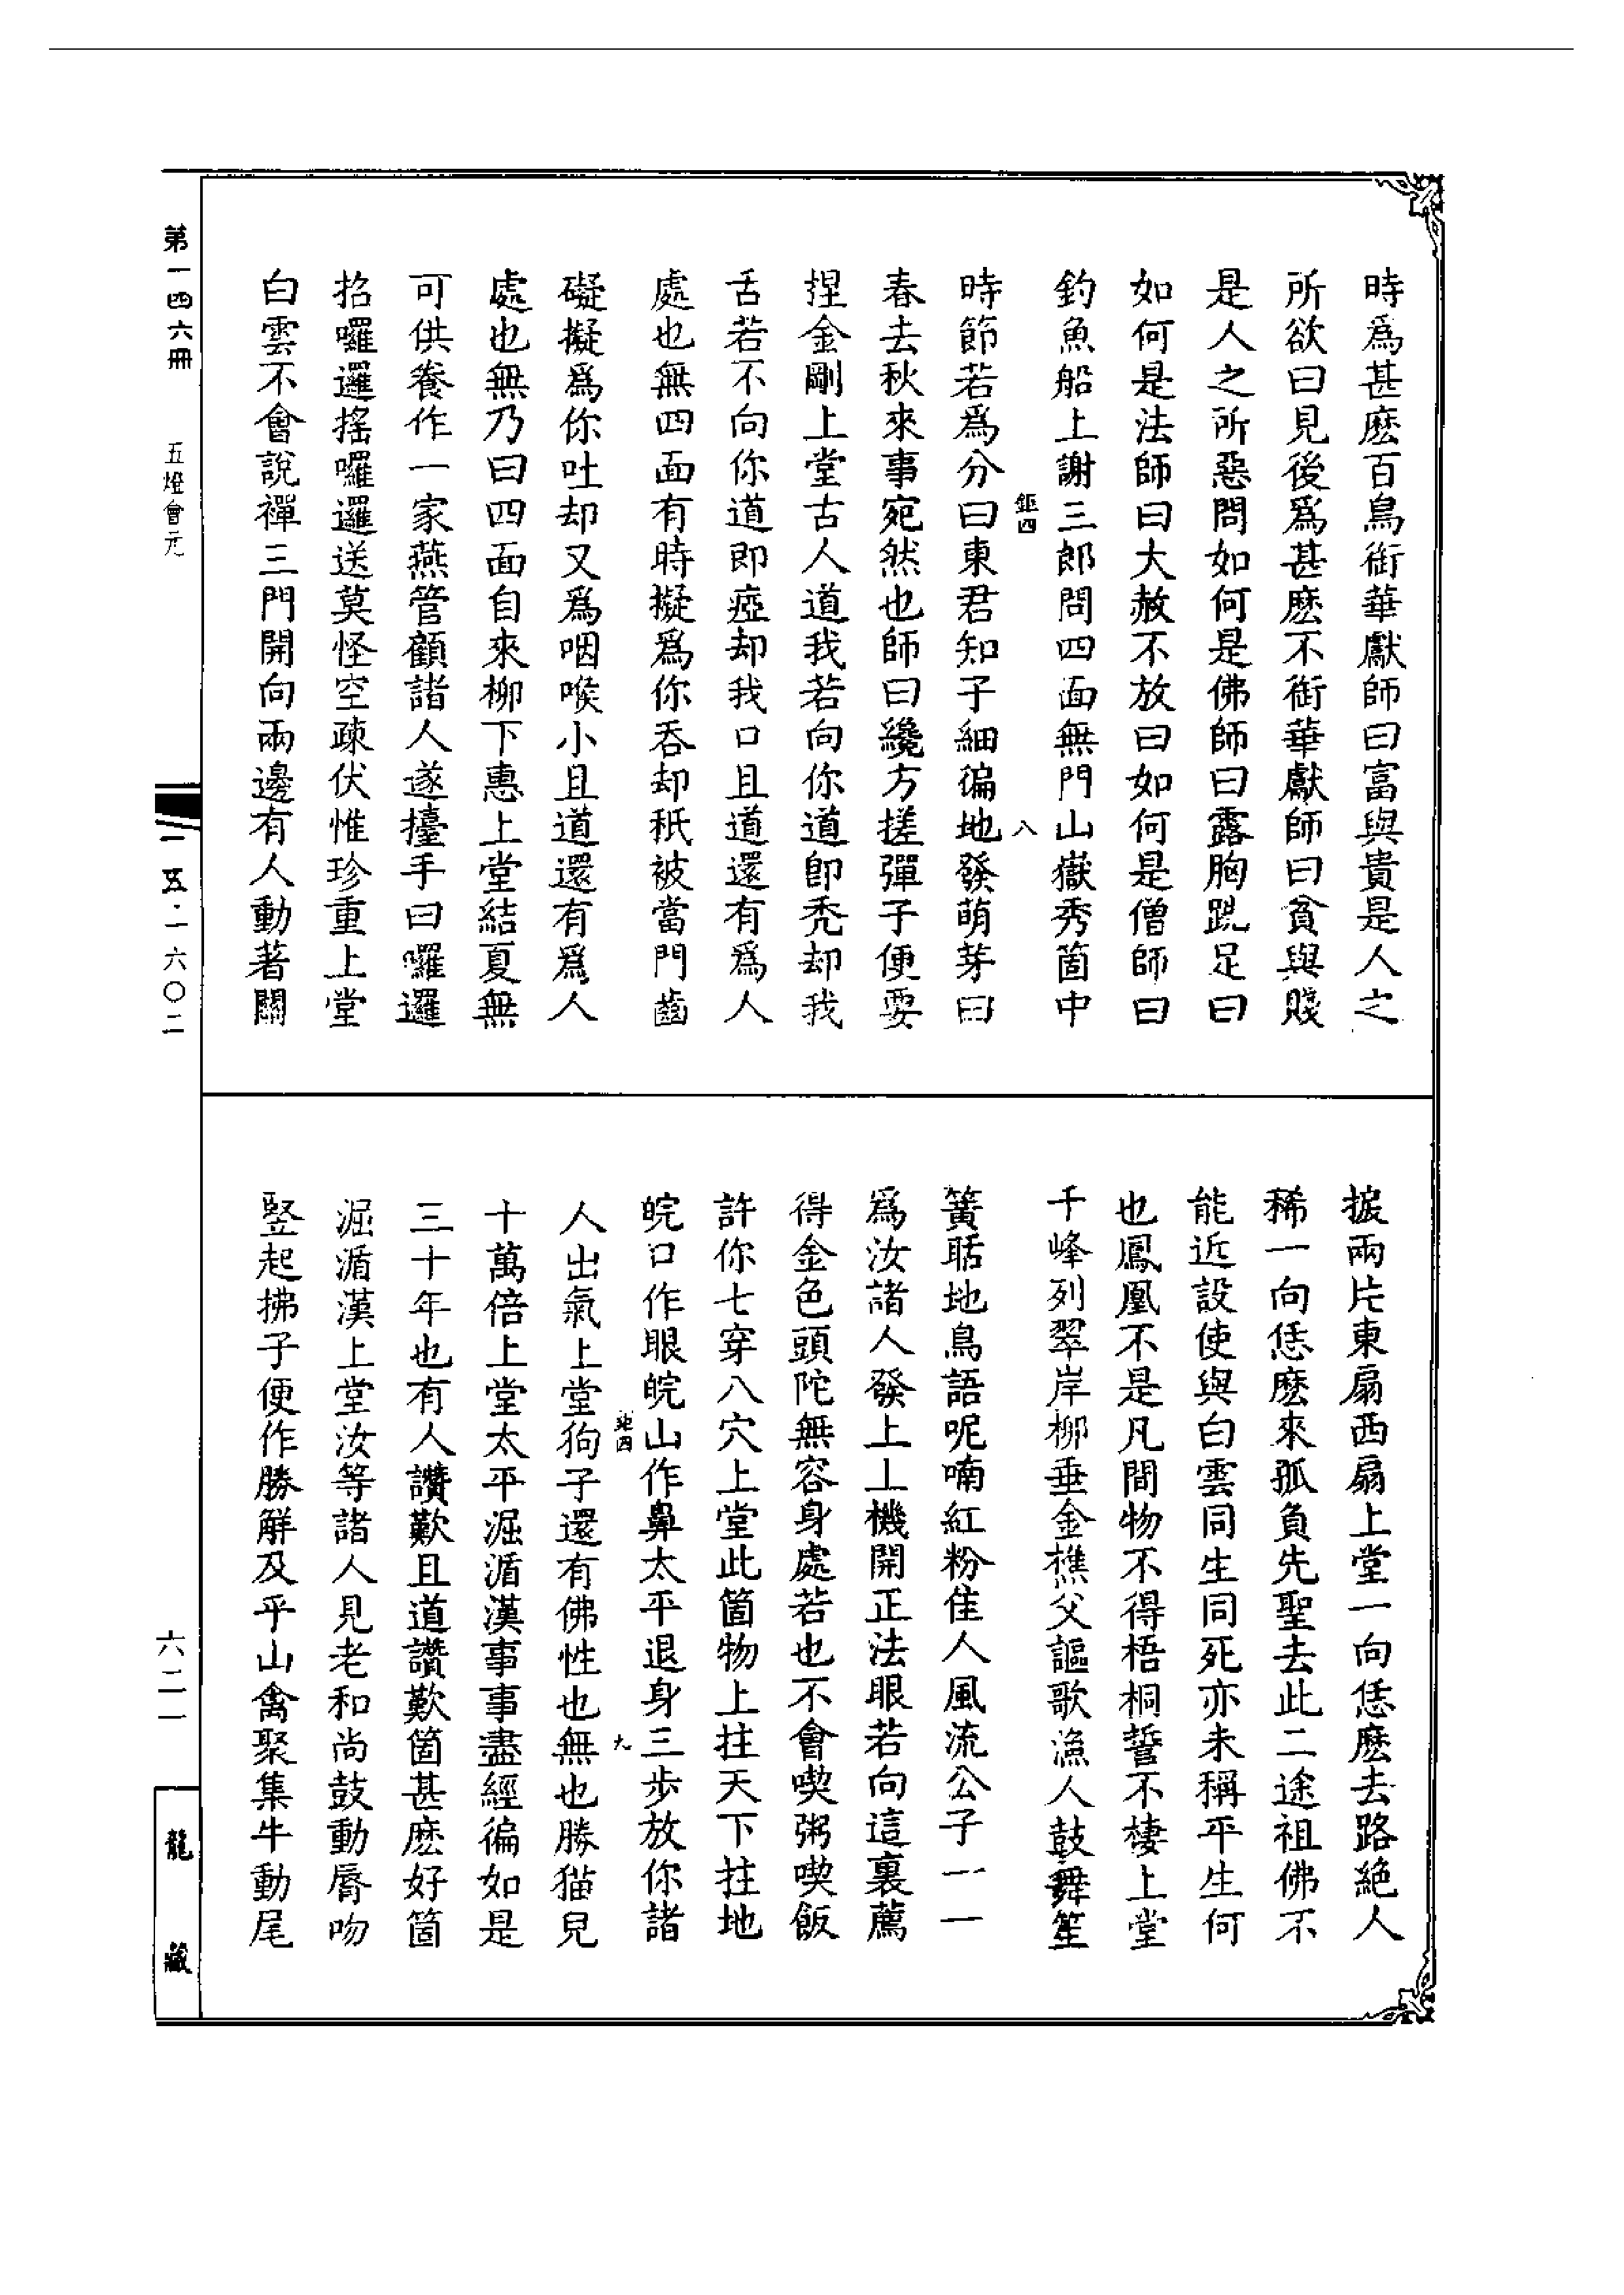 時爲甚麽百鳥銜華獻師曰富與貴是人之
所欲曰見後爲甚麽不銜華獻師曰貧與賤
是人之所惡問如何是佛師曰露胸跣足曰
如何是法師曰大赦不放曰如何是僧師曰
釣魚船上謝三郎問四面無門山嶽秀箇中
鉅四
八
時節若爲分曰東君知子細徧地發萌芽曰
春去秋來事宛然也師曰纔方搓彈子便要
捏金剛上堂古人道我若向你道卽禿却我
舌若不向你道即瘂却我口且道還有爲人
處也無四面有時擬爲你吞却秖被當門齒
礙擬爲你吐却又爲咽喉小且道還有爲人
處也無乃曰四面自來柳下惠上堂結夏無
可供養作一家燕管顧諸人遂擡手曰囉邏
招囉邏搖囉邏送莫怪空疎伏惟珍重上堂
白雲不會說禪三門開向兩邊有人動著關
第一四六冊
五燈會元
一五·一六〇二
捩兩片東扇西扇上堂一向恁麽去路絕人
稀一向恁麽來孤負先聖去此二途祖佛不
能近設使與白雲同生同死亦未稱平生何
也鳳凰不是凡間物不得梧桐誓不棲上堂
千峰列翠岸柳垂金樵父謳歌漁人鼓舞笙
簧聒地鳥語呢喃紅粉佳人風流公子一一
爲汝諸人發上上機開正法眼若向這裏薦
得金色頭陀無容身處若也不會喫粥喫飯
許你七穿八穴上堂此箇物上拄天下拄地
皖口作眼皖山作鼻太平退身三步放你諸
鉅四
九
人出氣上堂狗子還有佛性也無也勝猫兒
十萬倍上堂太平淈㴽漢事事盡經徧如是
三十年也有人讚歎且道讚歎箇甚麽好箇
淈㴽漢上堂汝等諸人見老和尚鼓動脣吻
竪起拂子便作勝解及乎山禽聚集牛動尾
六二一
龍藏